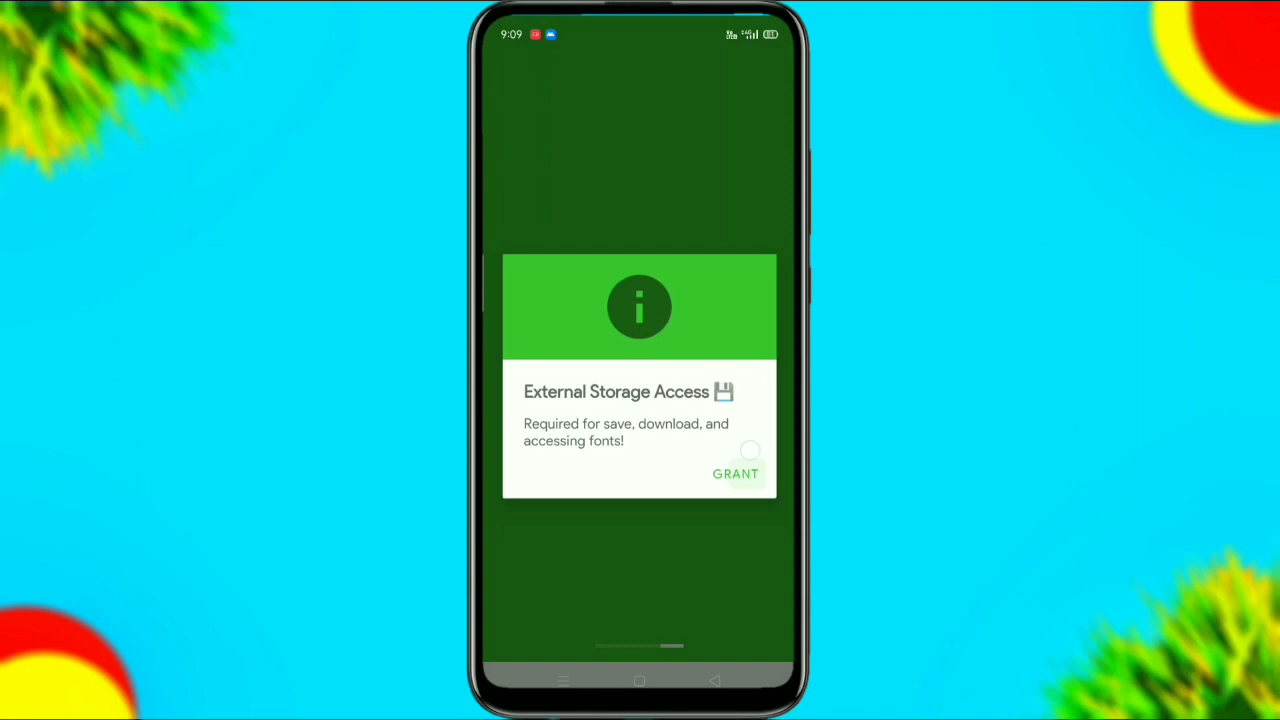 9:09
External Storage Access 💾
Required for save, download, and
accessing fonts!
GRANT